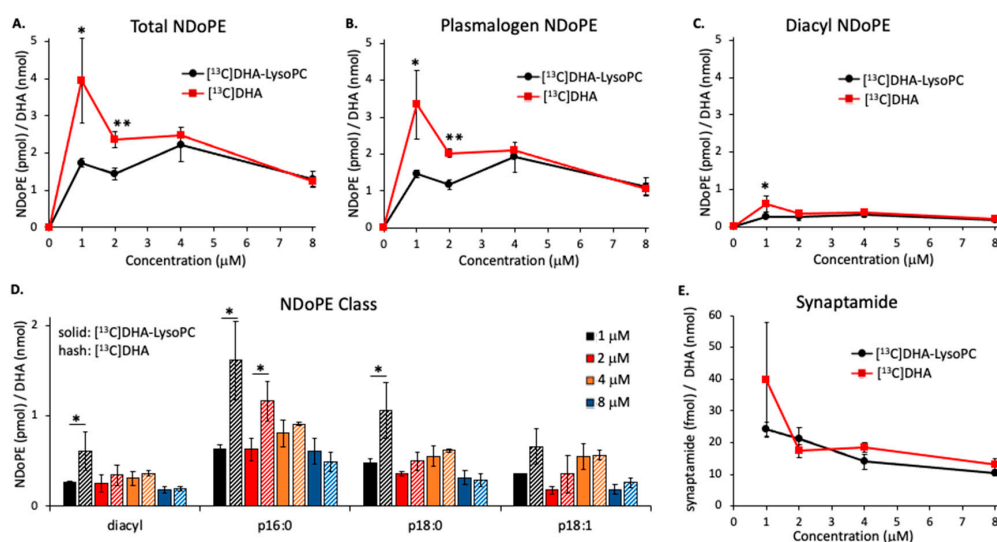 A. Total NDoPE
NDoPE (pmol) / DHA (nmol)
5
4
3
2
1
0
*
**
[¹³C]DHA-LysoPC
[¹³C]DHA
0 1 2 3 4 5 6 7 8
Concentration (µM)
B. Plasmalogen NDoPE
NDoPE (pmol) / DHA (nmol)
5
4
3
2
1
0
*
**
[¹³C]DHA-LysoPC
[¹³C]DHA
0 1 2 3 4 5 6 7 8
Concentration (µM)
C. Diacyl NDoPE
NDoPE (pmol) / DHA (nmol)
5
4
3
2
1
0
*
[¹³C]DHA-LysoPC
[¹³C]DHA
0 1 2 3 4 5 6 7 8
Concentration (µM)
D. NDoPE Class
NDoPE (pmol) / DHA (nmol)
2
1
0
solid: [¹³C]DHA-LysoPC
hash: [¹³C]DHA
* * * *
1 µM
2 µM
4 µM
8 µM
diacyl p16:0 p18:0 p18:1
E. Synaptamide
synaptamide (fmol) / DHA (nmol)
60
50
40
30
20
10
0
[¹³C]DHA-LysoPC
[¹³C]DHA
0 1 2 3 4 5 6 7 8
Concentration (µM)